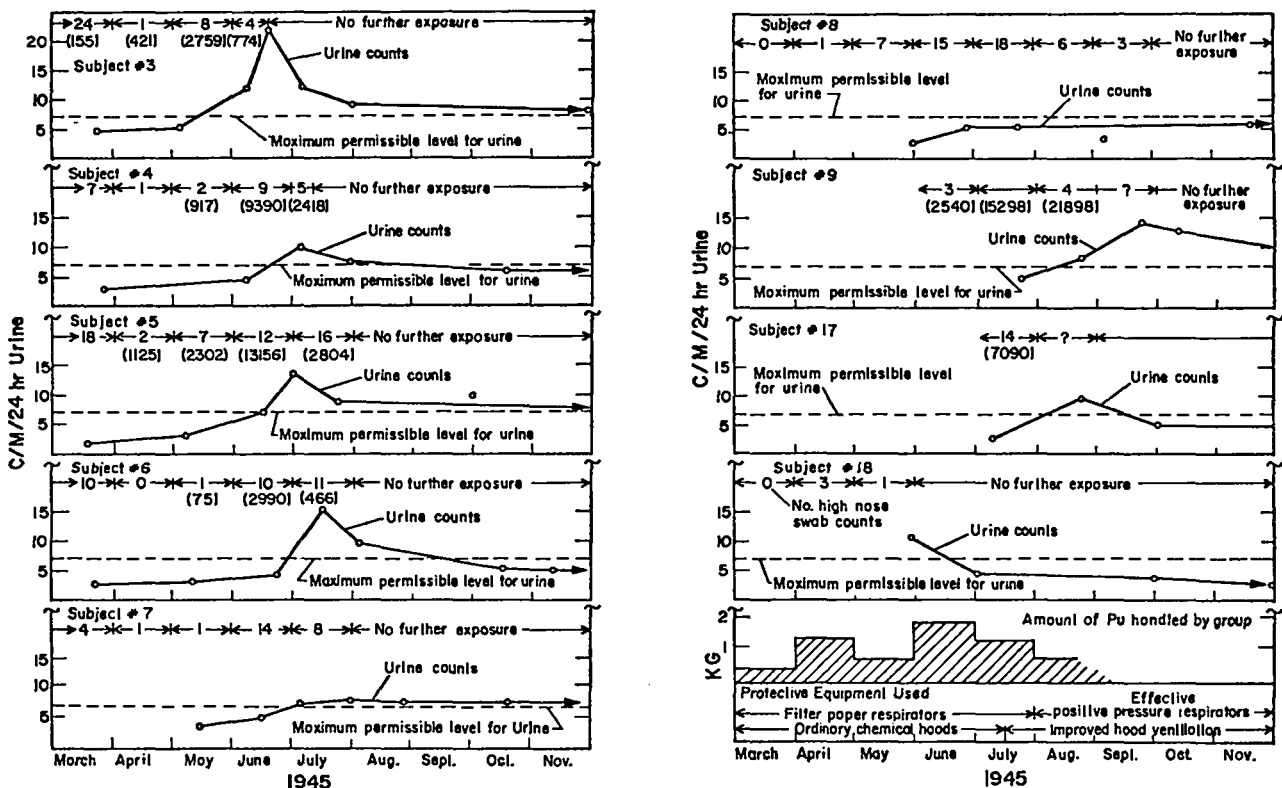 24 1 8 4 No further exposure
(155) (421) (2759) (774)
20
Urine counts
Subject #3
15
10
5
Maximum permissible level for urine
Subject #4
7 1 2 9 5 No further exposure
(917) (9390) (2418)
15
Urine counts
10
5
Maximum permissible level for urine
Subject #5
18 2 7 12 16 No further exposure
(1125) (2302) (13156) (2804)
15
Urine counts
10
5
Maximum permissible level for urine
Subject #6
10 0 1 10 11 No further exposure
(75) (2990) (466)
15
Urine counts
10
5
Maximum permissible level for urine
Subject #7
4 1 1 14 8 No further exposure
15
Urine counts
10
5
Maximum permissible level for Urine
C/M/24 hr Urine
March April May June July Aug. Sept. Oct. Nov.
1945
Subject #8
0 1 7 15 18 6 3 No further
exposure
15
Maximum permissible level
for urine
Urine counts
10
5
Subject #9
3 4 ? No further
(2540) (15298) (21898) exposure
15
Urine counts
10
5
Maximum permissible level for urine
Subject #17
14 ?
(7090)
15
Maximum permissible level
for urine
Urine counts
10
5
Subject #18
0 3 1 No further exposure
No. high nose
swab counts
15
Urine counts
10
5
Maximum permissible level for urine
C/M/24 hr Urine
2
Amount of Pu handled by group
1
KG
Protective Equipment Used
Effective
Filter paper respirators positive pressure respirators
Ordinary chemical hoods Improved hood ventilation
March April May June July Aug. Sept. Oct Nov.
1945